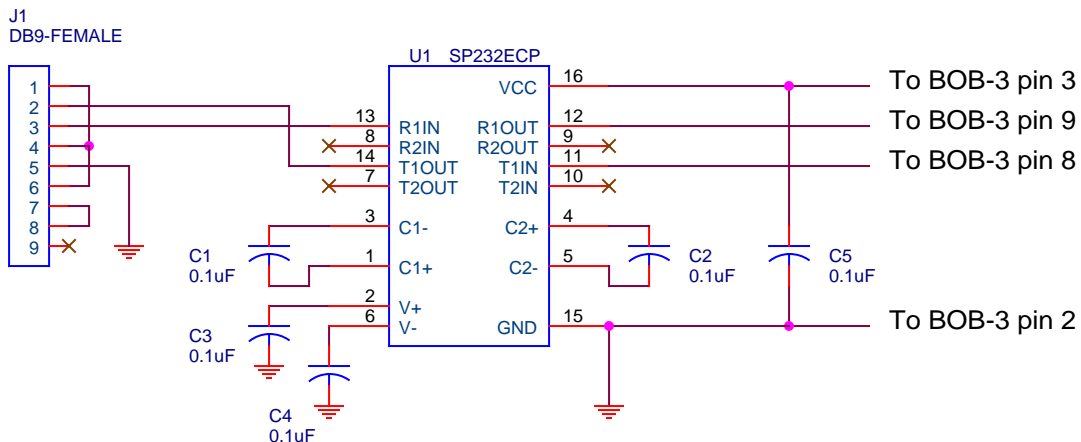 J1
DB9-FEMALE
1
2
3
4
5
6
7
8
9
U1 SP232ECP
13 R1IN
8 R2IN
14 T1OUT
7 T2OUT
3 C1-
1 C1+
2 V+
6 V-
VCC 16
R1OUT 12
R2OUT 9
T1IN 11
T2IN 10
C2+ 4
C2- 5
GND 15
To BOB-3 pin 3
To BOB-3 pin 9
To BOB-3 pin 8
To BOB-3 pin 2
C1
0.1uF
C2
0.1uF
C5
0.1uF
C3
0.1uF
C4
0.1uF